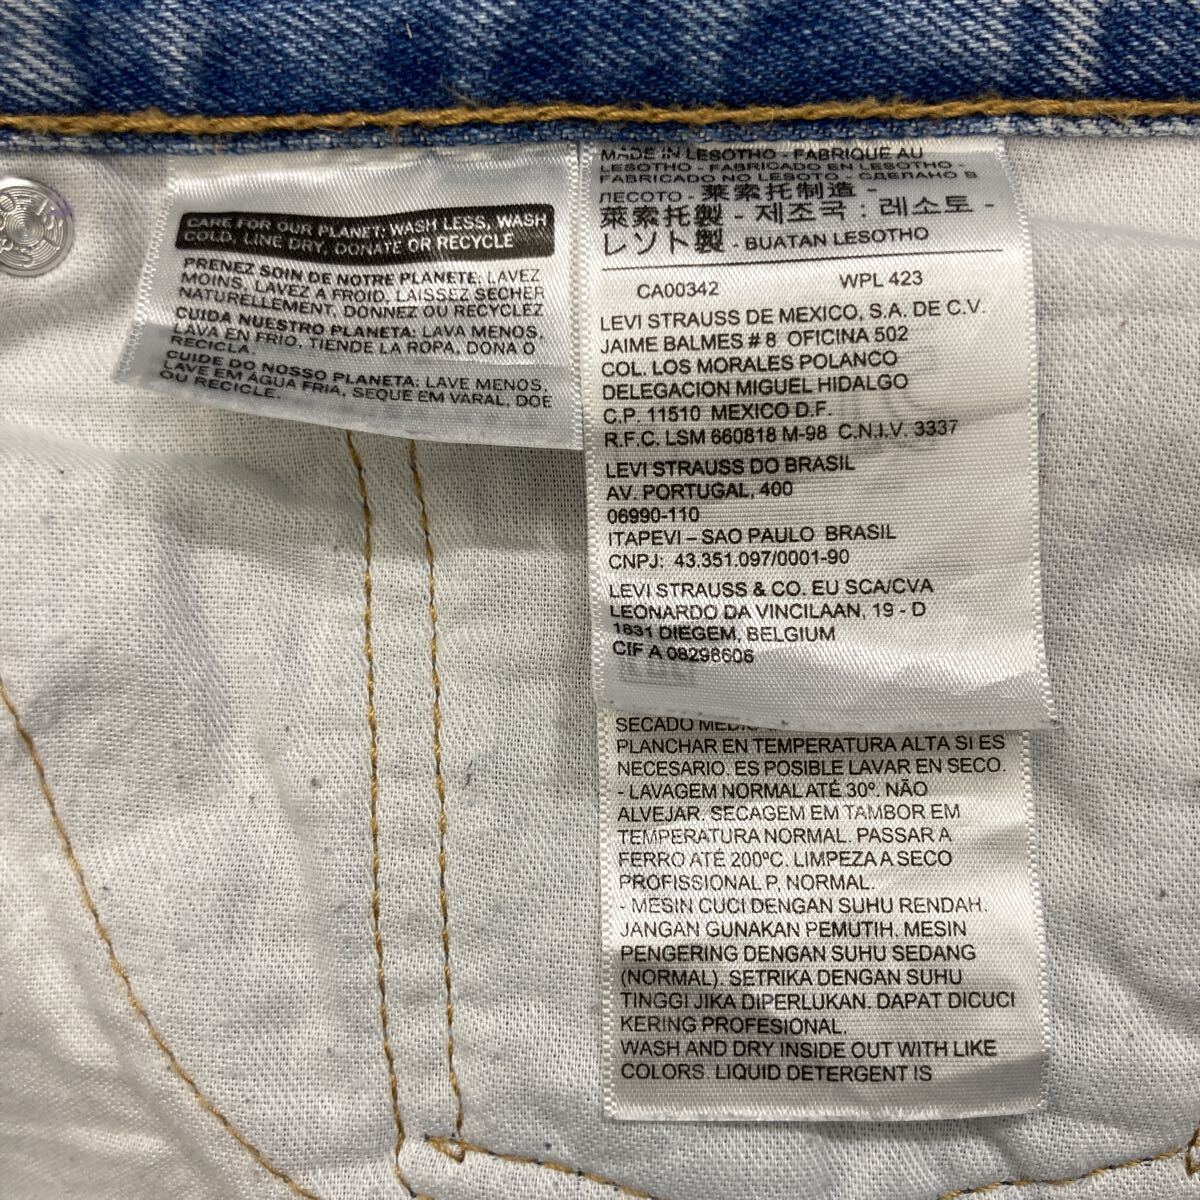 CARE FOR OUR PLANET: WASH LESS, WASH
COLD, LINE DRY, DONATE OR RECYCLE
PRENEZ SOIN DE NOTRE PLANETE: LAVEZ
MOINS, LAVEZ A FROID, LAISSEZ SECHER
NATURELLEMENT, DONNEZ OU RECYCLEZ
CUIDA NUESTRO PLANETA: LAVA MENOS,
LAVA EN FRIO, TIENDE LA ROPA, DONA O
RECICLA.
CUIDE DO NOSSO PLANETA: LAVE MENOS,
LAVE EM ÁGUA FRIA, SEQUE EM VARAL, DOE
OU RECICLE.
MADE IN LESOTHO - FABRIQUE AU
LESOTHO - FABRICADO EN LESOTHO -
FABRICADO NO LESOTO - СДЕЛАНО В
ЛЕСОТО - 莱索托制造 -
萊索托製 - 제조국 : 레소토 -
レソト製 - BUATAN LESOTHO
CA00342 WPL 423
LEVI STRAUSS DE MEXICO, S.A. DE C.V.
JAIME BALMES # 8 OFICINA 502
COL. LOS MORALES POLANCO
DELEGACION MIGUEL HIDALGO
C.P. 11510 MEXICO D.F.
R.F.C. LSM 660818 M-98 C.N.I.V. 3337
LEVI STRAUSS DO BRASIL
AV. PORTUGAL, 400
06990-110
ITAPEVI – SAO PAULO BRASIL
CNPJ: 43.351.097/0001-90
LEVI STRAUSS & CO. EU SCA/CVA
LEONARDO DA VINCILAAN, 19 - D
1831 DIEGEM, BELGIUM
CIF A 08298606
SECADO
PLANCHAR EN TEMPERATURA ALTA SI ES
NECESARIO. ES POSIBLE LAVAR EN SECO.
- LAVAGEM NORMAL ATÉ 30º. NÃO
ALVEJAR. SECAGEM EM TAMBOR EM
TEMPERATURA NORMAL. PASSAR A
FERRO ATÉ 200ºC. LIMPEZA A SECO
PROFISSIONAL P, NORMAL.
- MESIN CUCI DENGAN SUHU RENDAH.
JANGAN GUNAKAN PEMUTIH. MESIN
PENGERING DENGAN SUHU SEDANG
(NORMAL). SETRIKA DENGAN SUHU
TINGGI JIKA DIPERLUKAN. DAPAT DICUCI
KERING PROFESIONAL.
WASH AND DRY INSIDE OUT WITH LIKE
COLORS. LIQUID DETERGENT IS